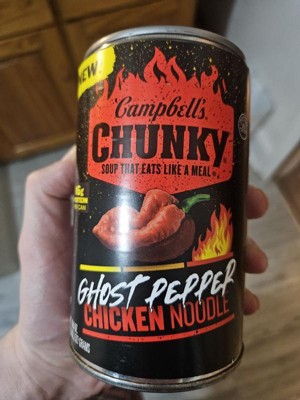 NEW
Campbell's
CHUNKY
SOUP THAT EATS LIKE A MEAL
GHOST PEPPER
CHICKEN NOODLE